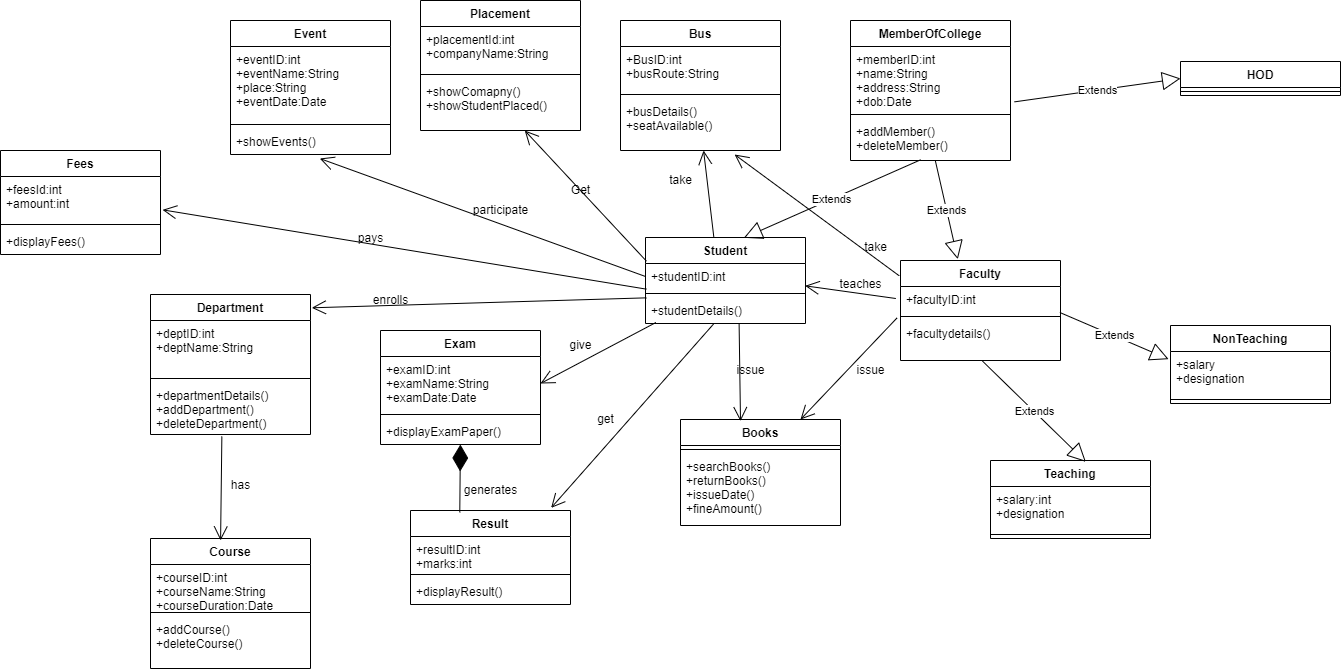 Placement
+placementId:int
+companyName:String
+showComapny()
+showStudentPlaced()
Event
+eventID:int
+eventName:String
+place:String
+eventDate:Date
+showEvents()
Bus
+BusID:int
+busRoute:String
+busDetails()
+seatAvailable()
MemberOfCollege
+memberID:int
+name:String
+address:String
+dob:Date
+addMember()
+deleteMember()
Extends
HOD
Fees
+feesId:int
+amount:int
+displayFees()
pays
participate
Get
take
Extends
Extends
take
teaches
Student
+studentID:int
+studentDetails()
Faculty
+facultyID:int
+facultydetails()
Extends
NonTeaching
+salary
+designation
Extends
Teaching
+salary:int
+designation
enrolls
Department
+deptID:int
+deptName:String
+departmentDetails()
+addDepartment()
+deleteDepartment()
has
Course
+courseID:int
+courseName:String
+courseDuration:Date
+addCourse()
+deleteCourse()
give
Exam
+examID:int
+examName:String
+examDate:Date
+displayExamPaper()
generates
get
Result
+resultID:int
+marks:int
+displayResult()
issue
issue
Books
+searchBooks()
+returnBooks()
+issueDate()
+fineAmount()